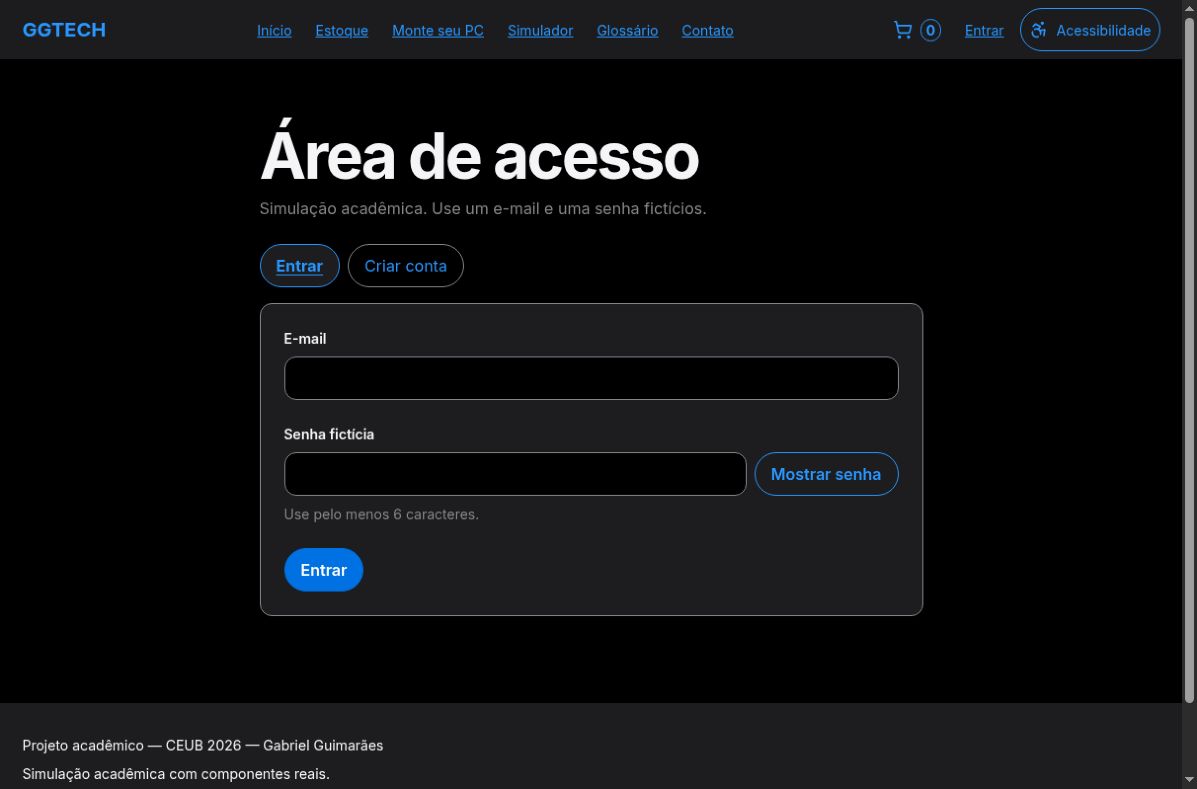 GGTECH
Início Estoque Monte seu PC Simulador Glossário Contato 0 Entrar Acessibilidade
Área de acesso
Simulação acadêmica. Use um e-mail e uma senha fictícios.
Entrar Criar conta
E-mail
Senha fictícia
Mostrar senha
Use pelo menos 6 caracteres.
Entrar
Projeto acadêmico — CEUB 2026 — Gabriel Guimarães
Simulação acadêmica com componentes reais.